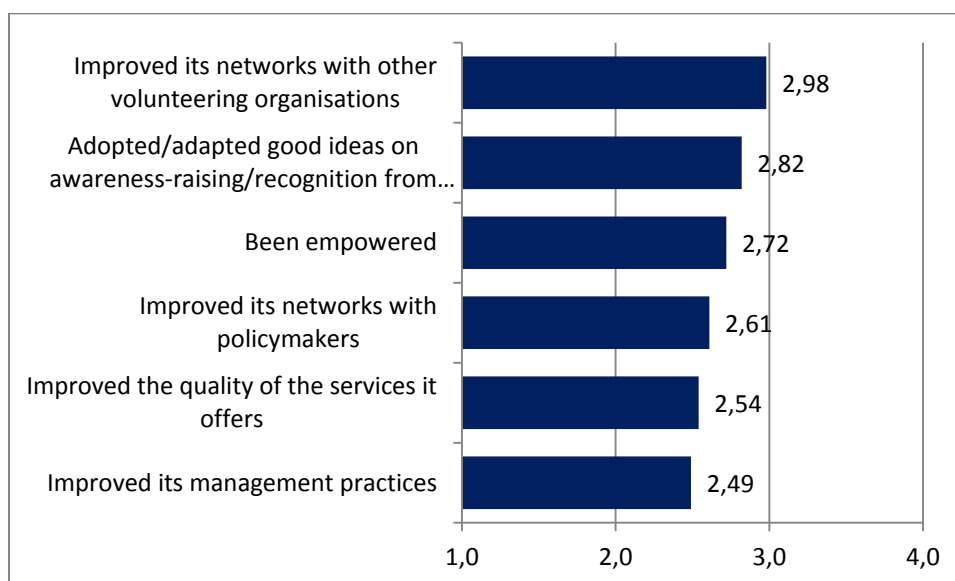 Improved its networks with other
volunteering organisations
2,98
Adopted/adapted good ideas on
awareness-raising/recognition from...
2,82
Been empowered
2,72
Improved its networks with
policymakers
2,61
Improved the quality of the services it
offers
2,54
Improved its management practices
2,49
1,0 2,0 3,0 4,0